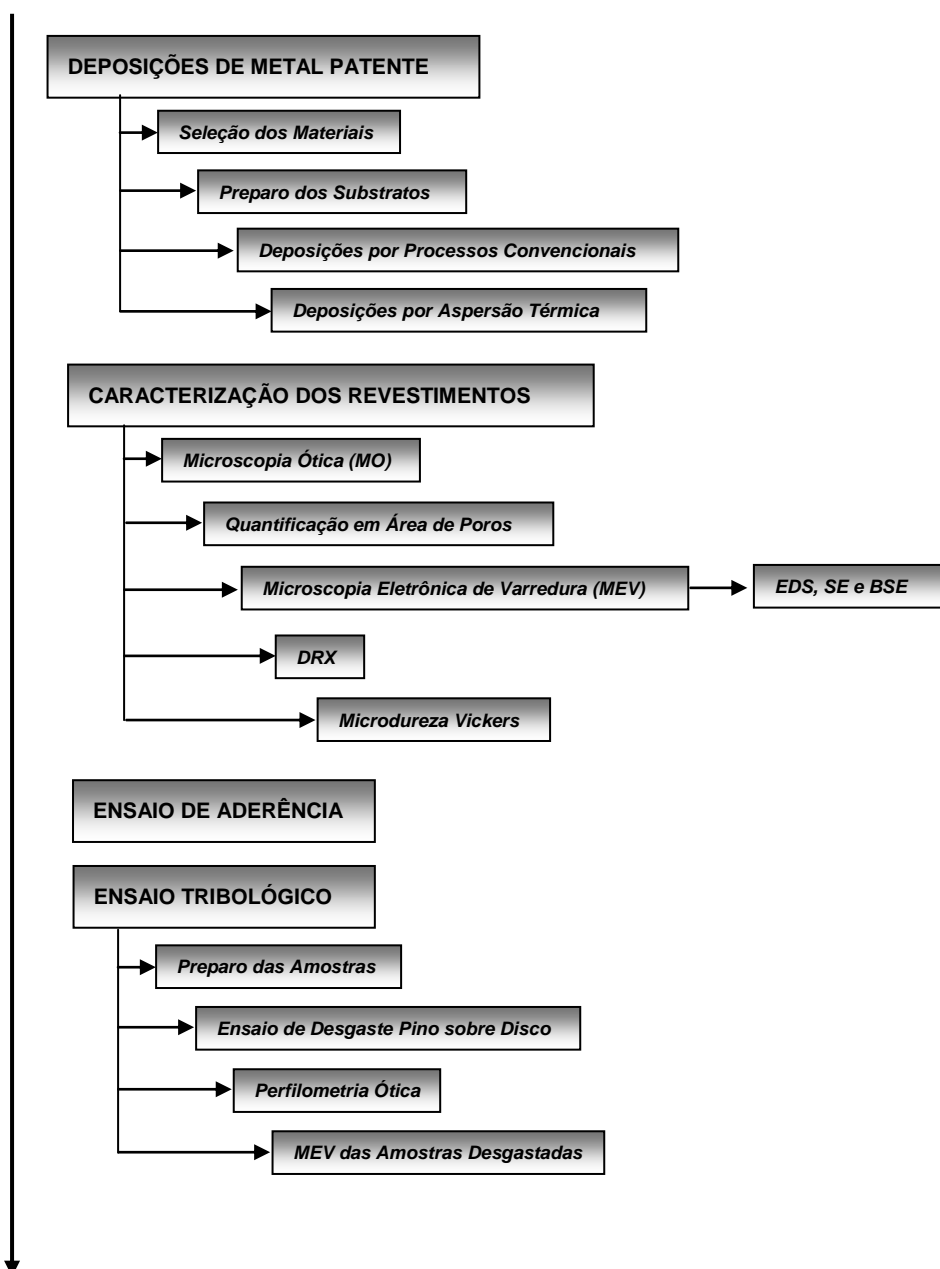 DEPOSIÇÕES DE METAL PATENTE
Seleção dos Materiais
Preparo dos Substratos
Deposições por Processos Convencionais
Deposições por Aspersão Térmica
CARACTERIZAÇÃO DOS REVESTIMENTOS
Microscopia Ótica (MO)
Quantificação em Área de Poros
Microscopia Eletrônica de Varredura (MEV)
EDS, SE e BSE
DRX
Microdureza Vickers
ENSAIO DE ADERÊNCIA
ENSAIO TRIBOLÓGICO
Preparo das Amostras
Ensaio de Desgaste Pino sobre Disco
Perfilometria Ótica
MEV das Amostras Desgastadas